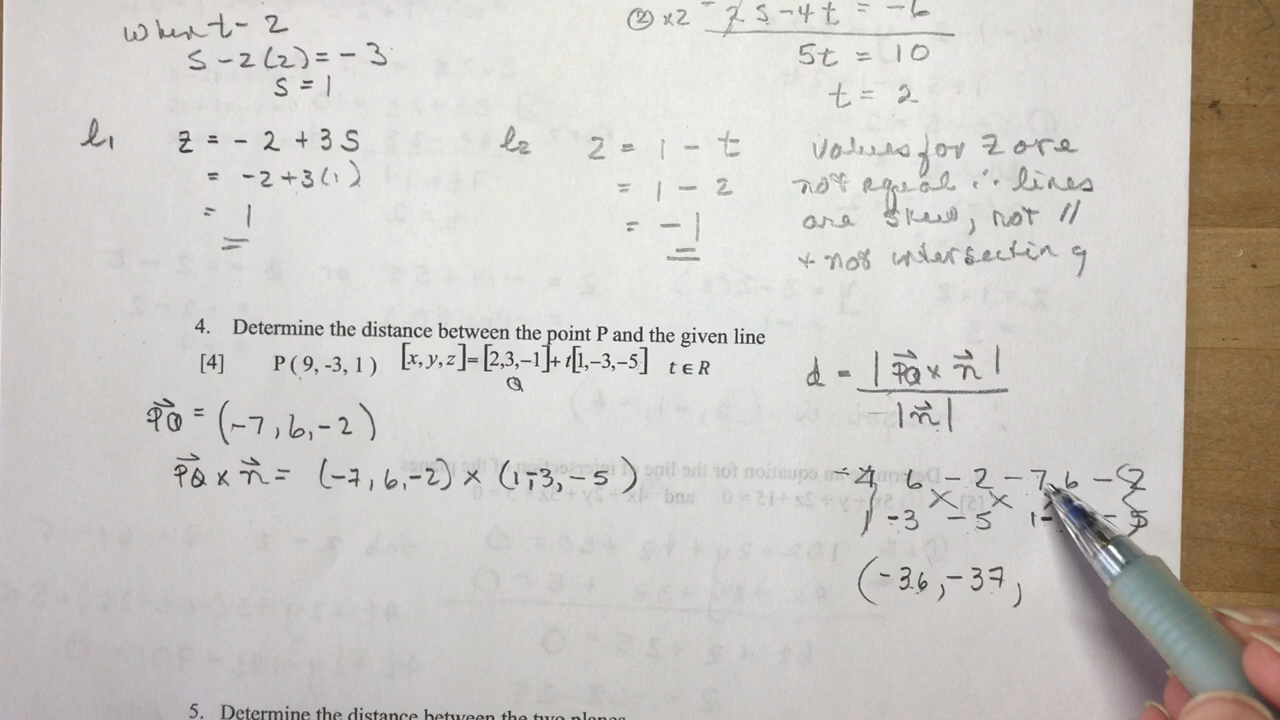 when t - 2
s - 2(2) = - 3
s = 1
② x2 - 2s - 4t = - 6
5t = 10
t = 2
l₁ z = - 2 + 3s
= -2+3(1)
= 1
l₂ z = 1 - t
= 1 - 2
= - 1
values for z are
not equal ∴ lines
are skew, not //
+ not intersecting
4. Determine the distance between the point P and the given line
[4] P ( 9, -3, 1 ) [x, y, z] = [2,3,−1] + t[1,−3,−5] t ∈ R
Q
d = |PQ⃗ × n⃗|
|n⃗|
PQ⃗ = (-7, 6, -2)
PQ⃗ × n⃗ = (-7, 6, -2) × (1, -3, -5)
-7 6 - 2 - 7 6 - 2
1 -3 - 5 1 - - 5
(-36, -37,
5. Determine the distance between the two planes